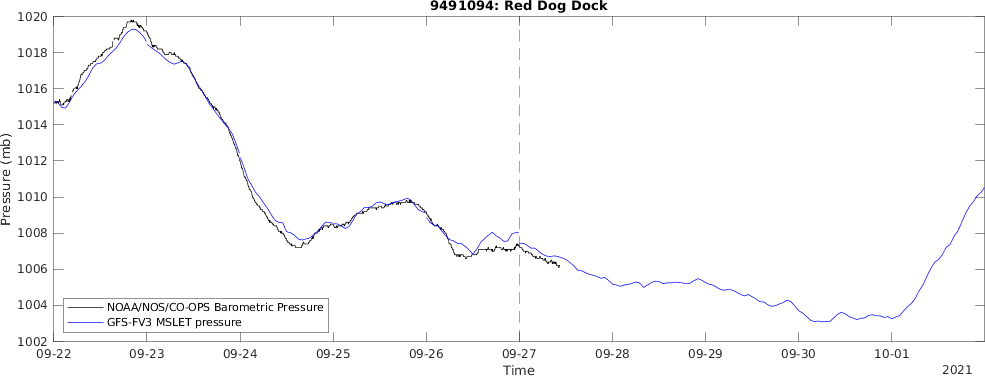 9491094: Red Dog Dock
Pressure (mb)
1020
1018
1016
1014
1012
1010
1008
1006
1004
1002
NOAA/NOS/CO-OPS Barometric Pressure
GFS-FV3 MSLET pressure
09-22 09-23 09-24 09-25 09-26 09-27 09-28 09-29 09-30 10-01
Time
2021